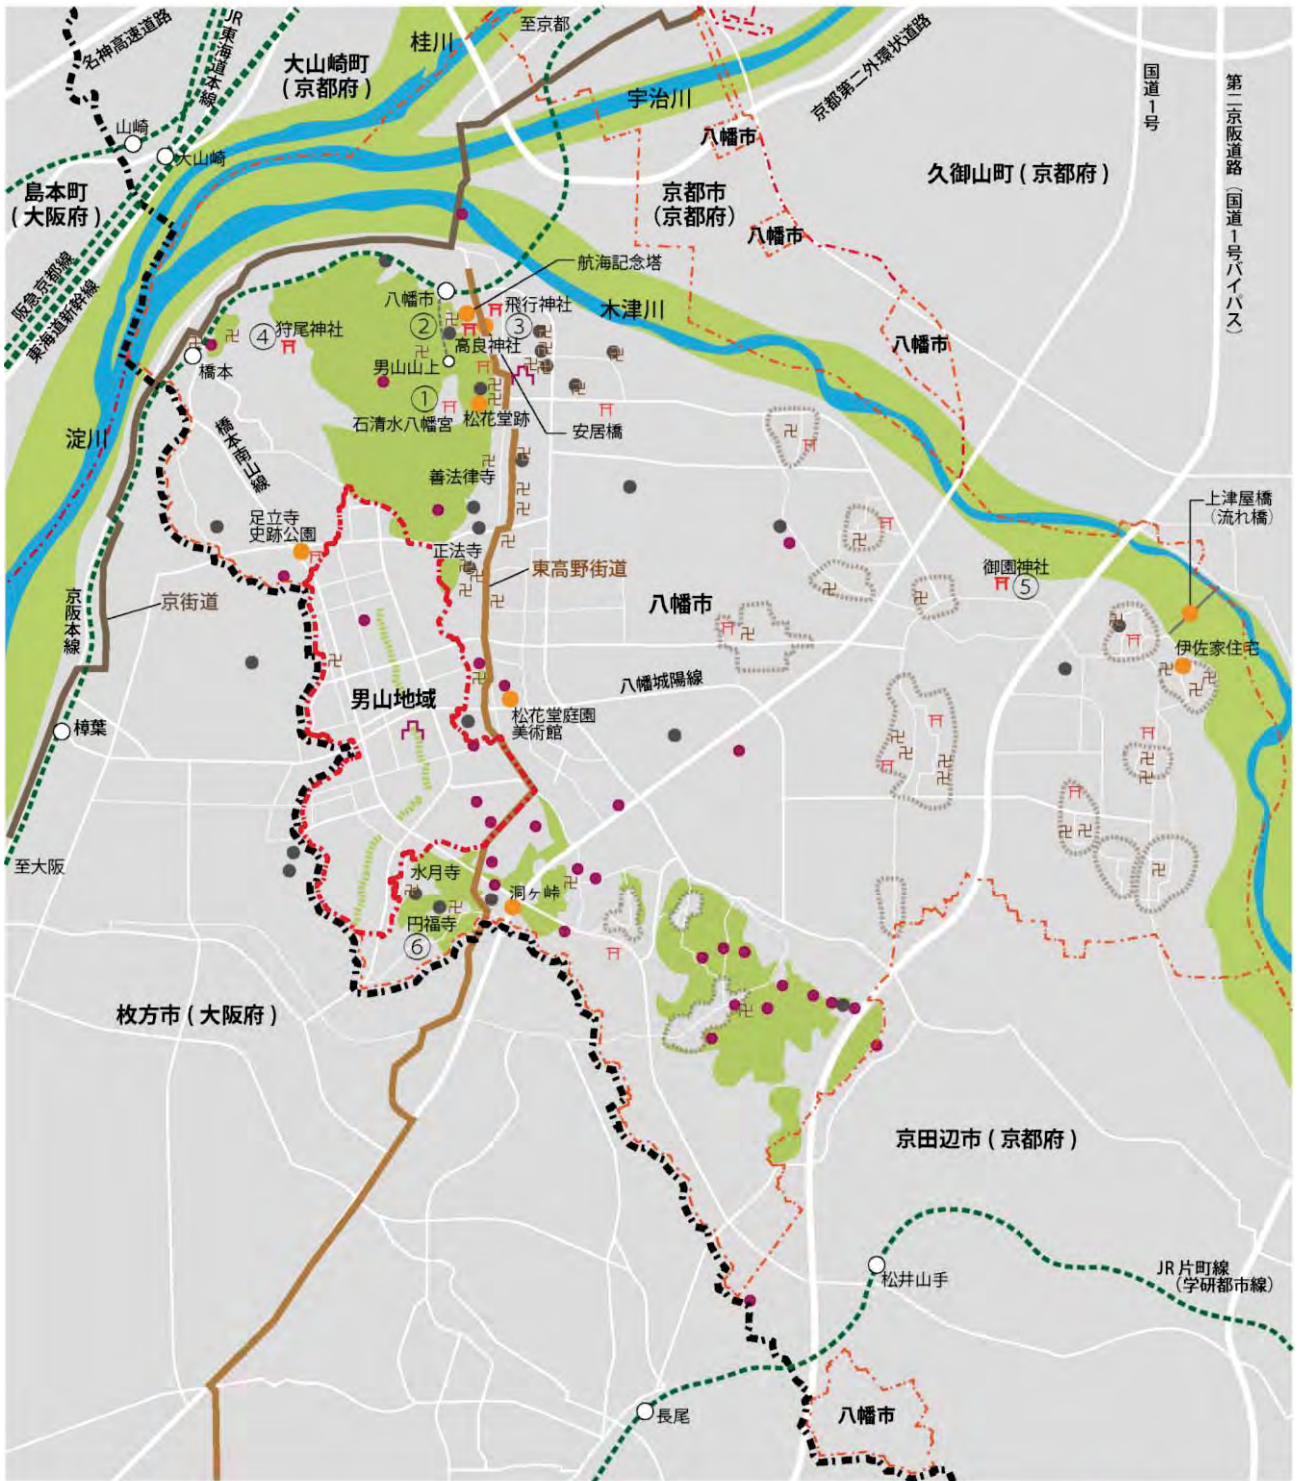 名神高速道路
JR東海道本線
大山崎町
(京都府)
桂川
至京都
宇治川
京都第二外環状道路
国道1号
第二京阪道路(国道1号バイパス)
山崎
大山崎
島本町
(大阪府)
八幡市
京都市
(京都府)
久御山町(京都府)
八幡市
阪急京都線
東海道新幹線
航海記念塔
八幡市
飛行神社
②
③
木津川
④
狩尾神社
高良神社
八幡市
橋本
男山山上
①
石清水八幡宮
松花堂跡
安居橋
淀川
橋本南山線
善法律寺
足立寺
史跡公園
正法寺
東高野街道
上津屋橋
(流れ橋)
御園神社
⑤
京街道
京阪本線
八幡市
伊佐家住宅
八幡城陽線
男山地域
松花堂庭園
美術館
樟葉
至大阪
水月寺
洞ヶ峠
円福寺
⑥
枚方市(大阪府)
京田辺市(京都府)
松井山手
JR片町線
(学研都市線)
八幡市
長尾